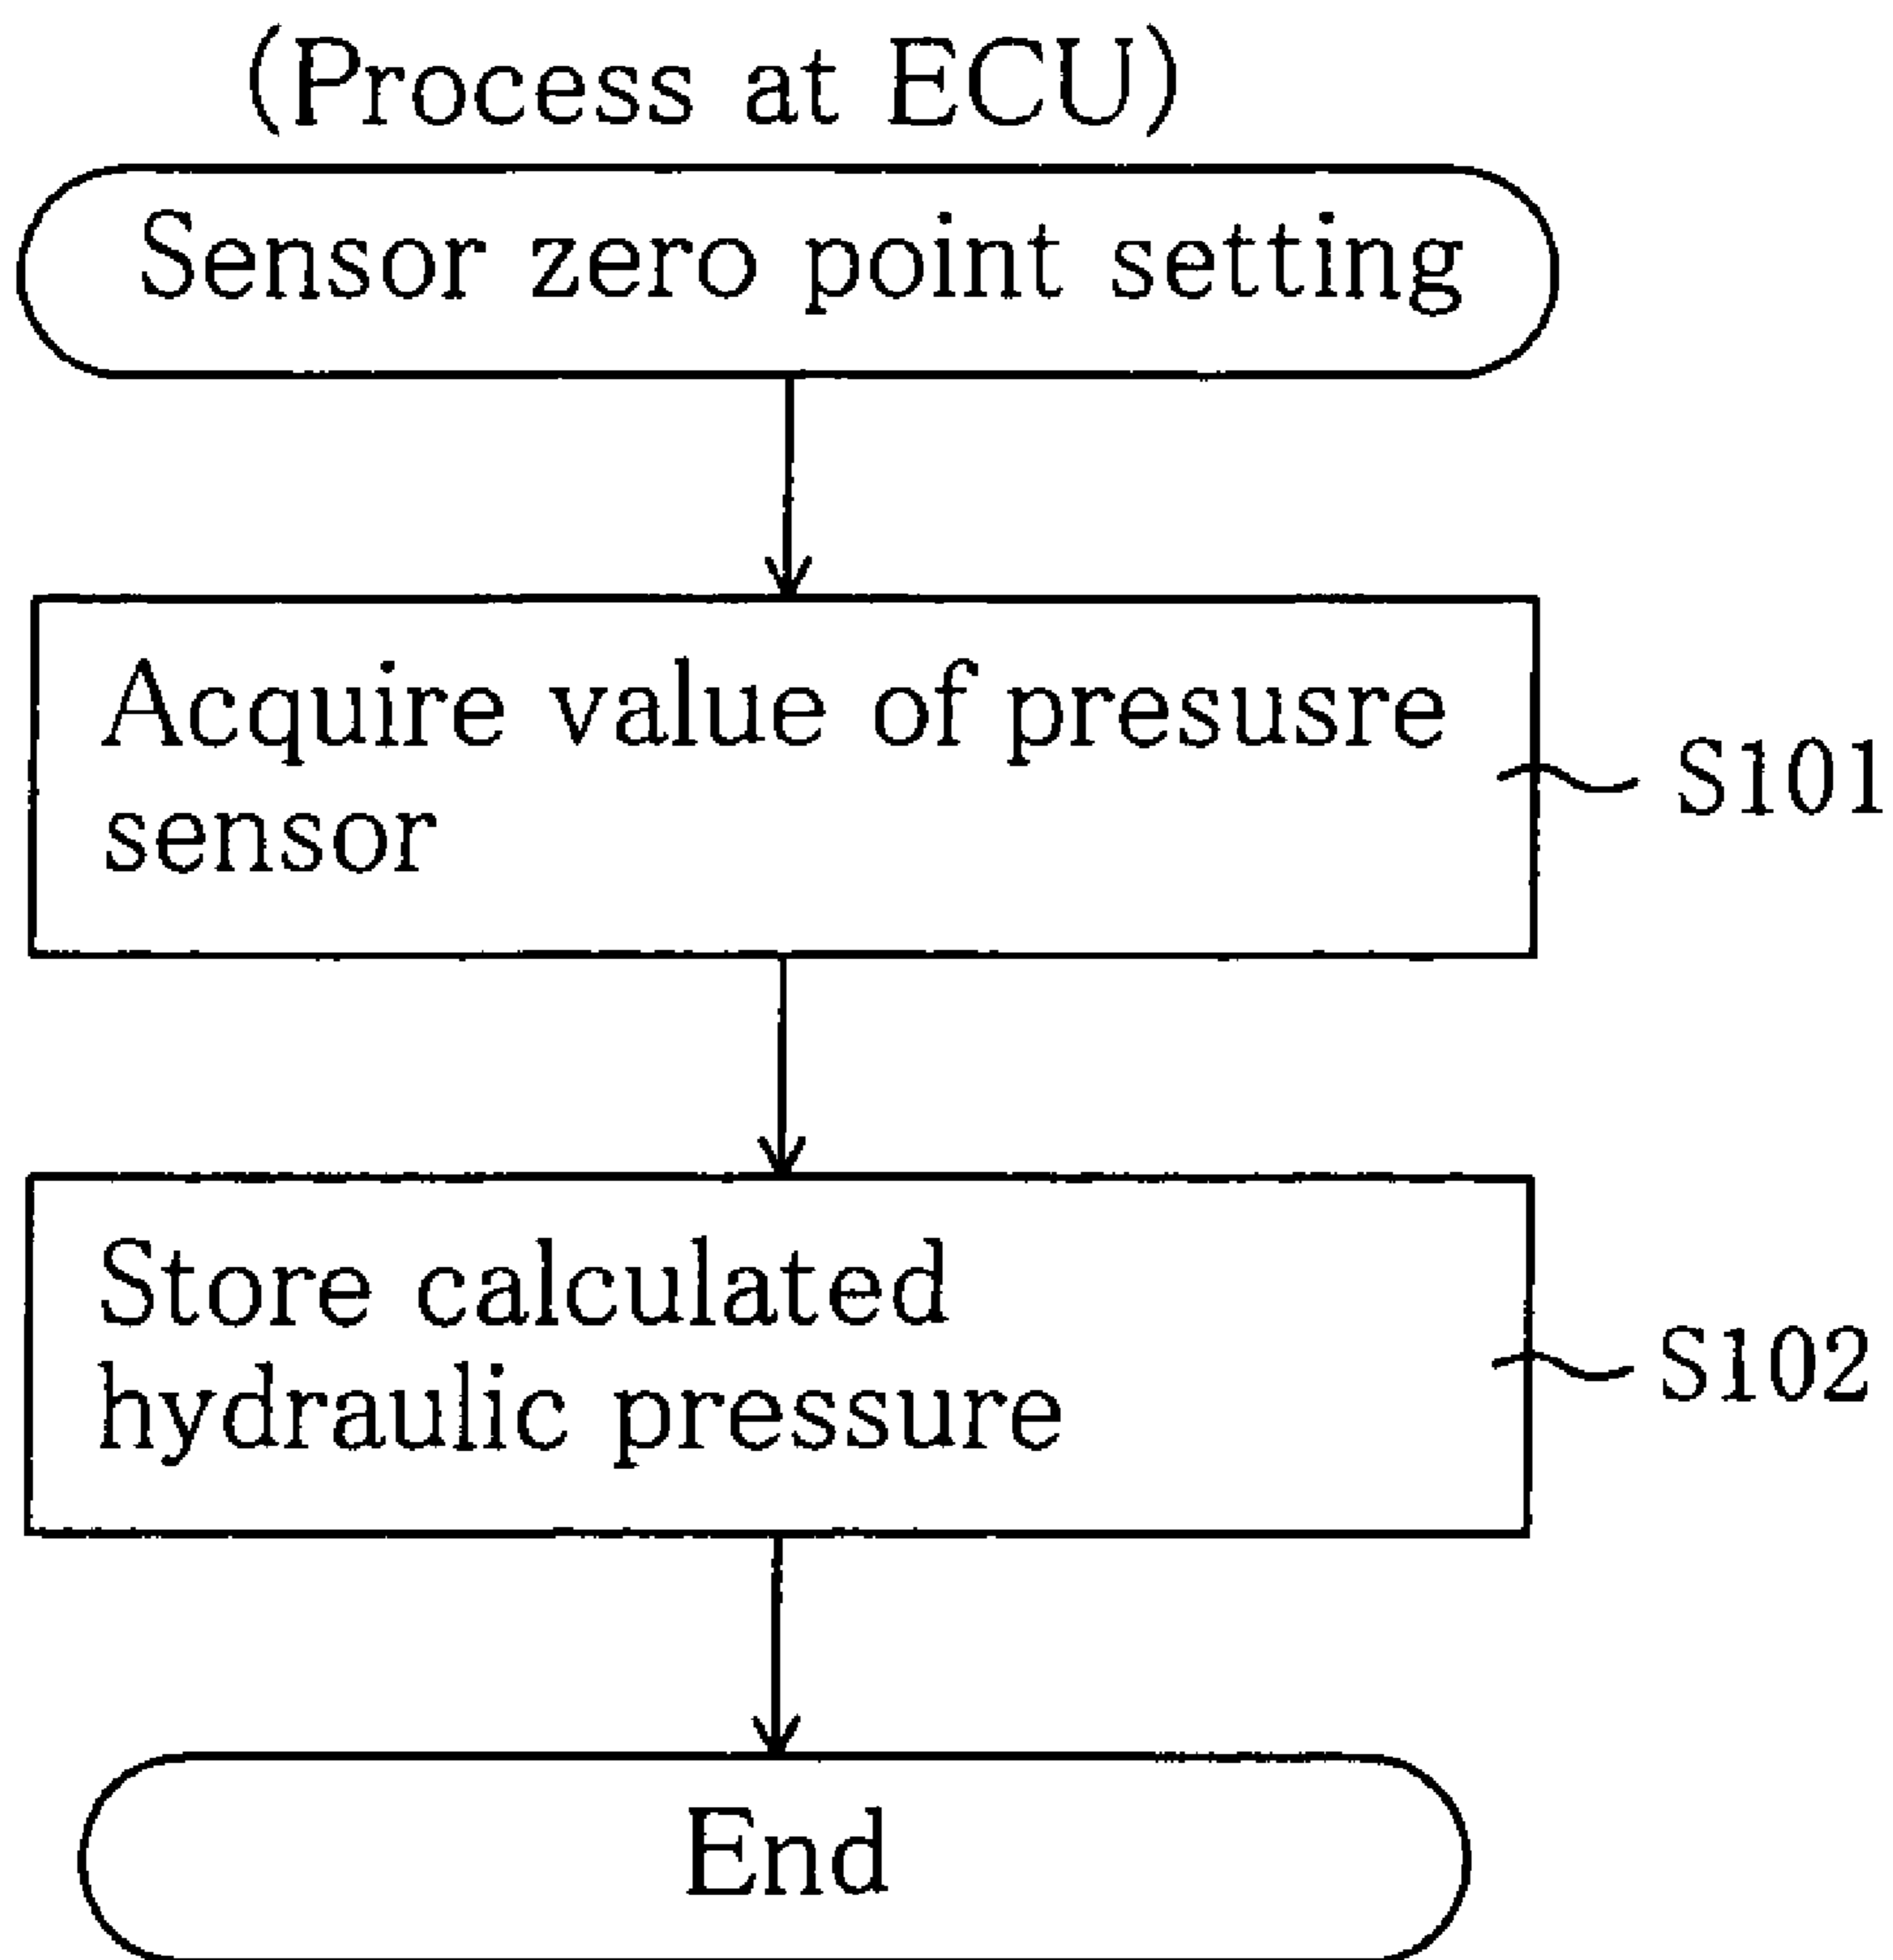 (Process at ECU)
Sensor zero point setting
Acquire value of presusre
sensor
S101
Store calculated
hydraulic pressure
S102
End